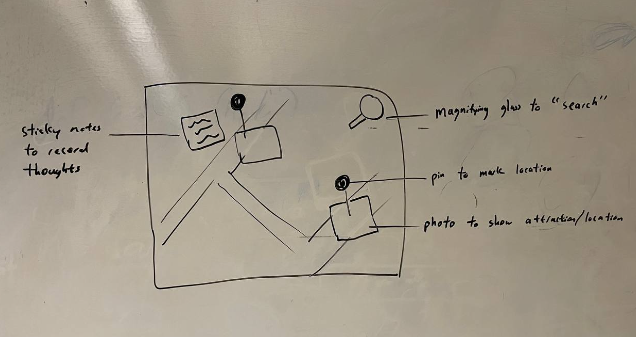 sticky notes
to record
thoughts
magnifying glass to "search"
pin to mark location
photo to show attraction/location